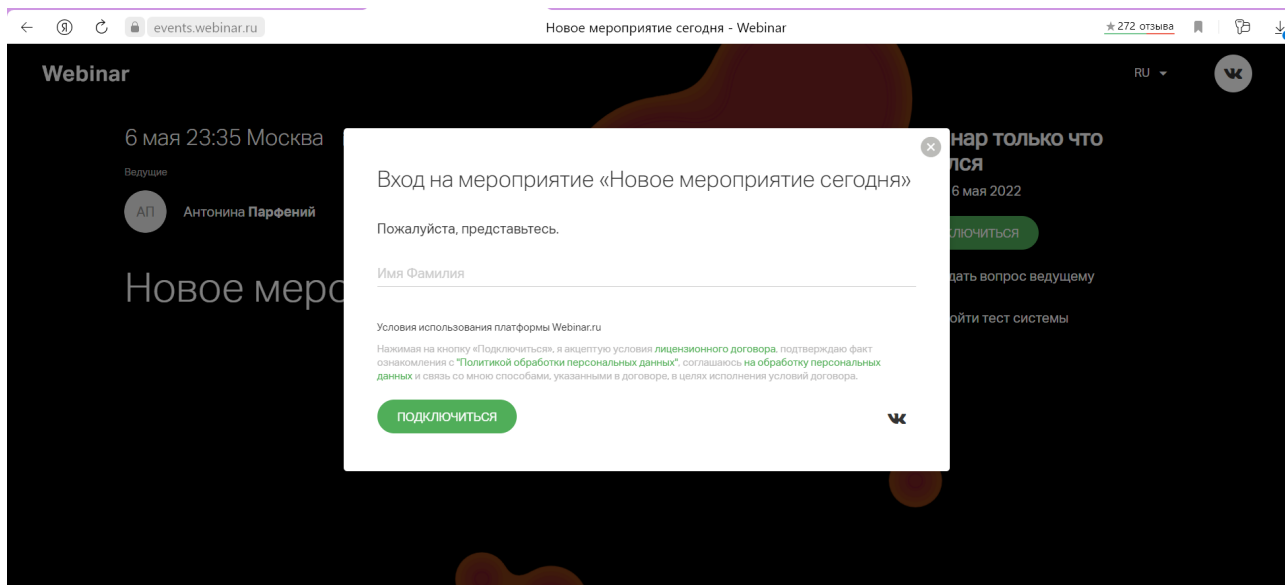 events.webinar.ru
Новое мероприятие сегодня - Webinar
★272 отзыва
Webinar
RU
6 мая 23:35 Москва
Ведущие
АП
Антонина Парфений
Новое меро
нар только что
лся
6 мая 2022
КЛЮЧИТЬСЯ
дать вопрос ведущему
ойти тест системы
Вход на мероприятие «Новое мероприятие сегодня»
Пожалуйста, представьтесь.
Имя Фамилия
Условия использования платформы Webinar.ru
Нажимая на кнопку «Подключиться», я акцептую условия лицензионного договора, подтверждаю факт
ознакомления с "Политикой обработки персональных данных", соглашаюсь на обработку персональных
данных и связь со мною способами, указанными в договоре, в целях исполнения условий договора.
ПОДКЛЮЧИТЬСЯ